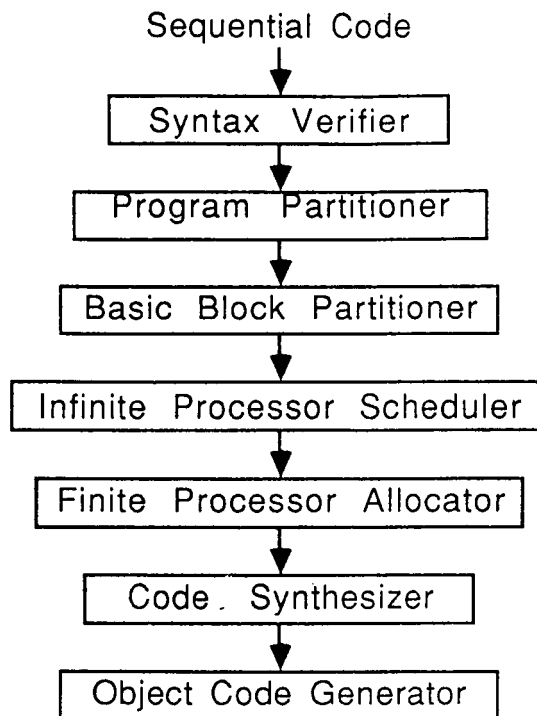 Sequential Code
Syntax Verifier
Program Partitioner
Basic Block Partitioner
Infinite Processor Scheduler
Finite Processor Allocator
Code Synthesizer
Object Code Generator